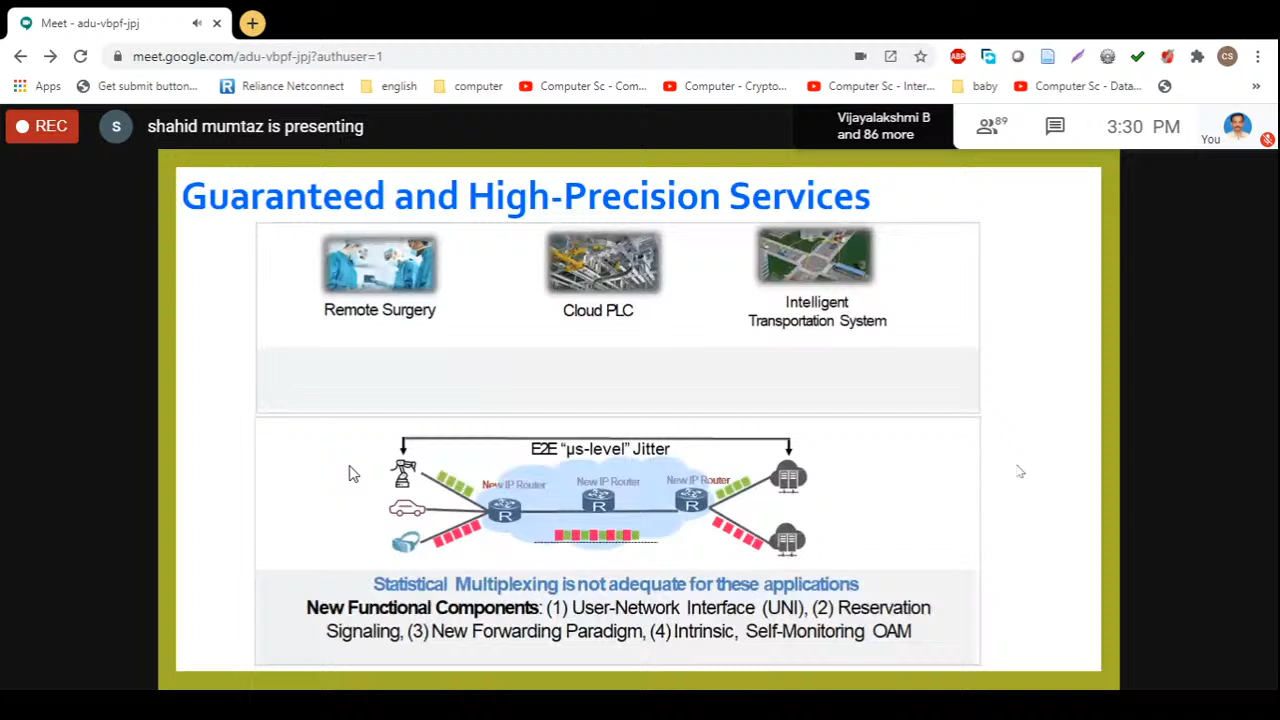 Meet - adu-vbpf-jpj
meet.google.com/adu-vbpf-jpj?authuser=1
ABP
CS
Apps
Get submit button...
Reliance Netconnect
english
computer
Computer Sc - Com...
Computer - Crypto...
Computer Sc - Inter...
baby
Computer Sc - Data...
REC
S
shahid mumtaz is presenting
Vijayalakshmi B
and 86 more
89
3:30 PM
You
Guaranteed and High-Precision Services
Remote Surgery
Cloud PLC
Intelligent
Transportation System
E2E “µs-level” Jitter
New IP Router
New IP Router
New IP Router
R
R
R
Statistical Multiplexing is not adequate for these applications
New Functional Components: (1) User-Network Interface (UNI), (2) Reservation
Signaling, (3) New Forwarding Paradigm, (4) Intrinsic, Self-Monitoring OAM